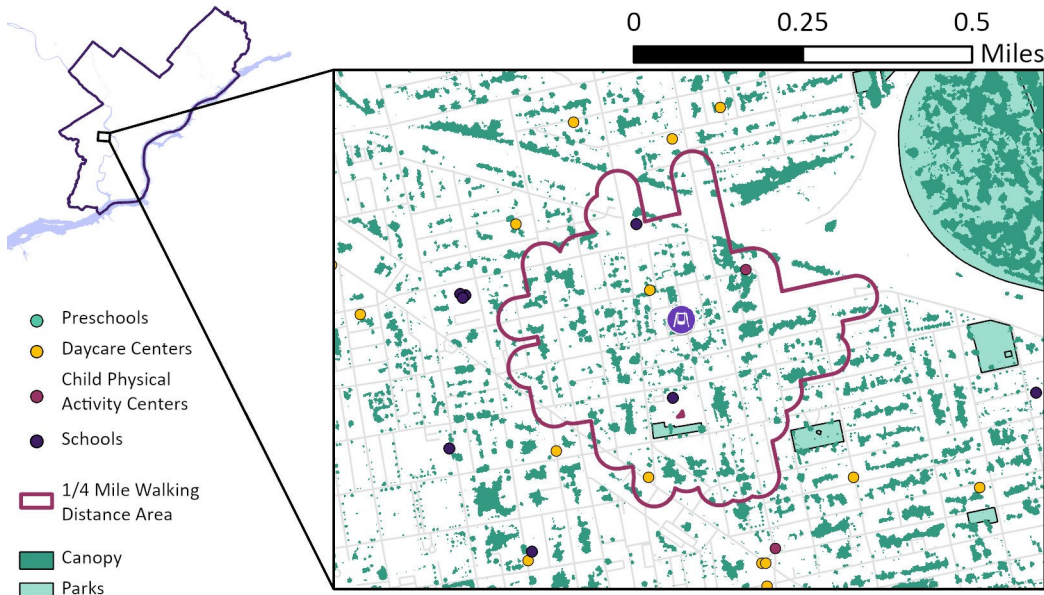 0 0.25 0.5
Miles
Preschools
Daycare Centers
Child Physical
Activity Centers
Schools
1/4 Mile Walking
Distance Area
Canopy
Parks